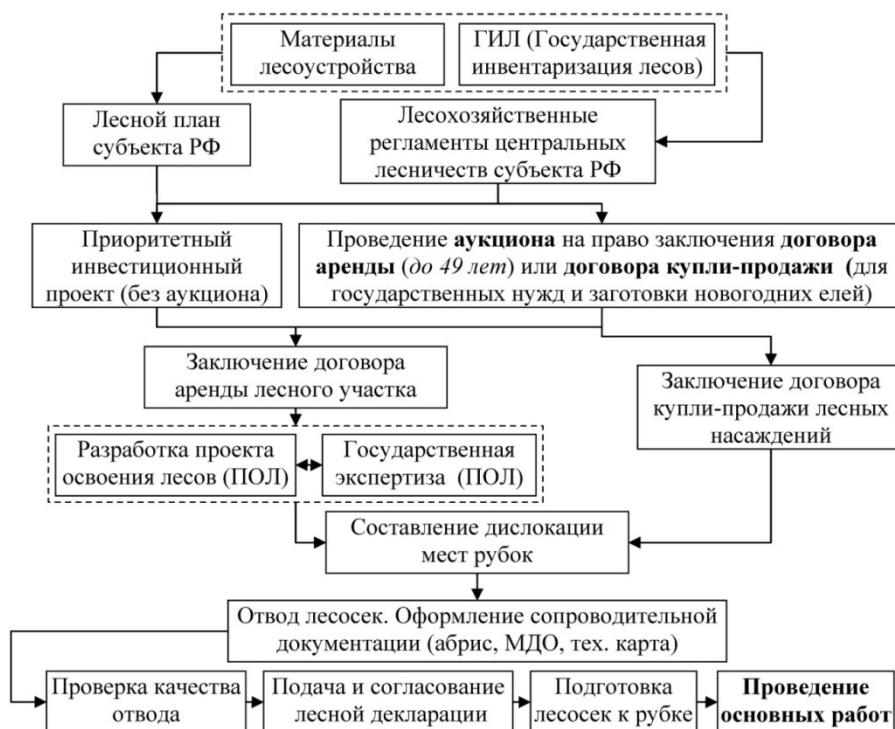 Материалы
лесоустройства
ГИЛ (Государственная
инвентаризация лесов)
Лесной план
субъекта РФ
Лесохозяйственные
регламенты центральных
лесничеств субъекта РФ
Приоритетный
инвестиционный
проект (без аукциона)
Проведение аукциона на право заключения договора
аренды (до 49 лет) или договора купли-продажи (для
государственных нужд и заготовки новогодних елей)
Заключение договора
аренды лесного участка
Заключение договора
купли-продажи лесных
насаждений
Разработка проекта
освоения лесов (ПОЛ)
Государственная
экспертиза (ПОЛ)
Составление дислокации
мест рубок
Отвод лесосек. Оформление сопроводительной
документации (абрис, МДО, тех. карта)
Проверка качества
отвода
Подача и согласование
лесной декларации
Подготовка
лесосек к рубке
Проведение
основных работ